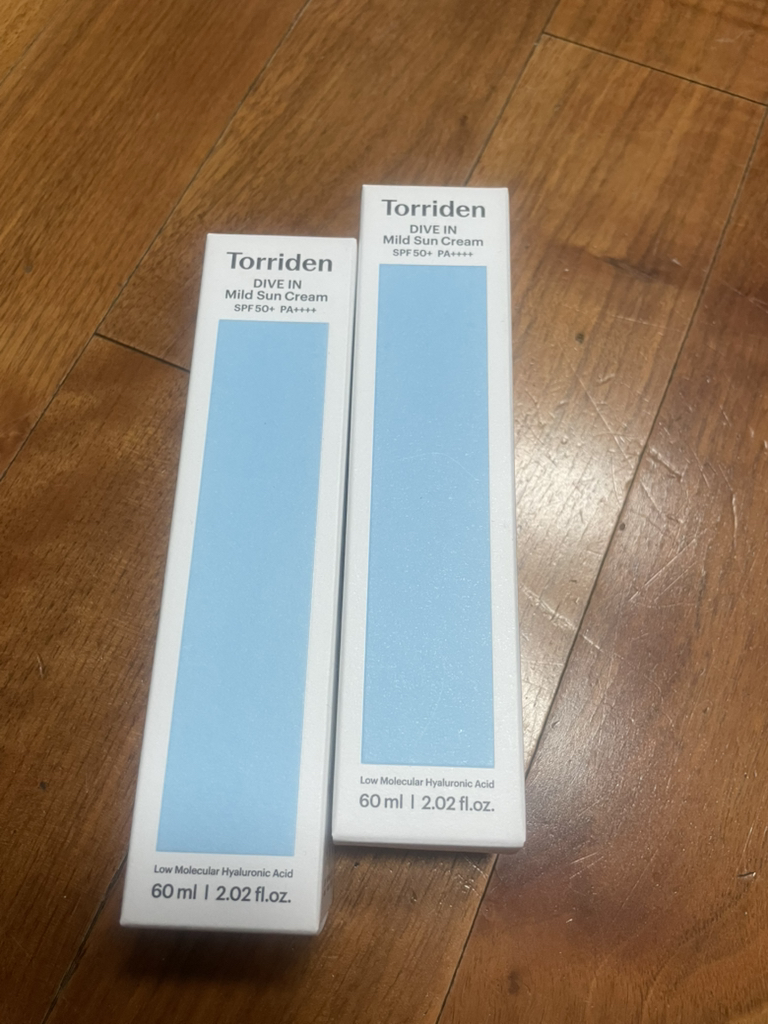 Torriden
DIVE IN
Mild Sun Cream
SPF50+ PA++++
Low Molecular Hyaluronic Acid
60 ml | 2.02 fl.oz.
Torriden
DIVE IN
Mild Sun Cream
SPF50+ PA++++
Low Molecular Hyaluronic Acid
60 ml | 2.02 fl.oz.